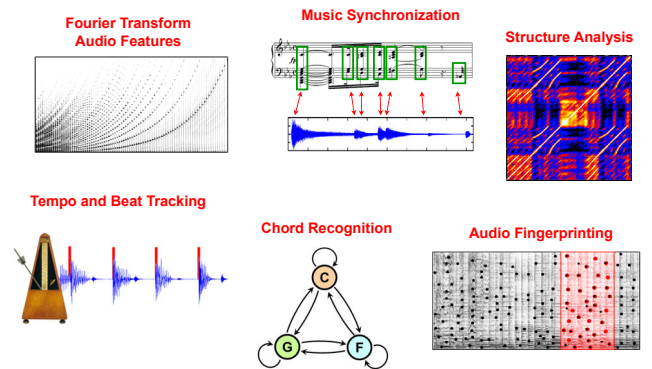 Fourier Transform
Audio Features
Music Synchronization
Structure Analysis
Tempo and Beat Tracking
Chord Recognition
C
G
F
Audio Fingerprinting